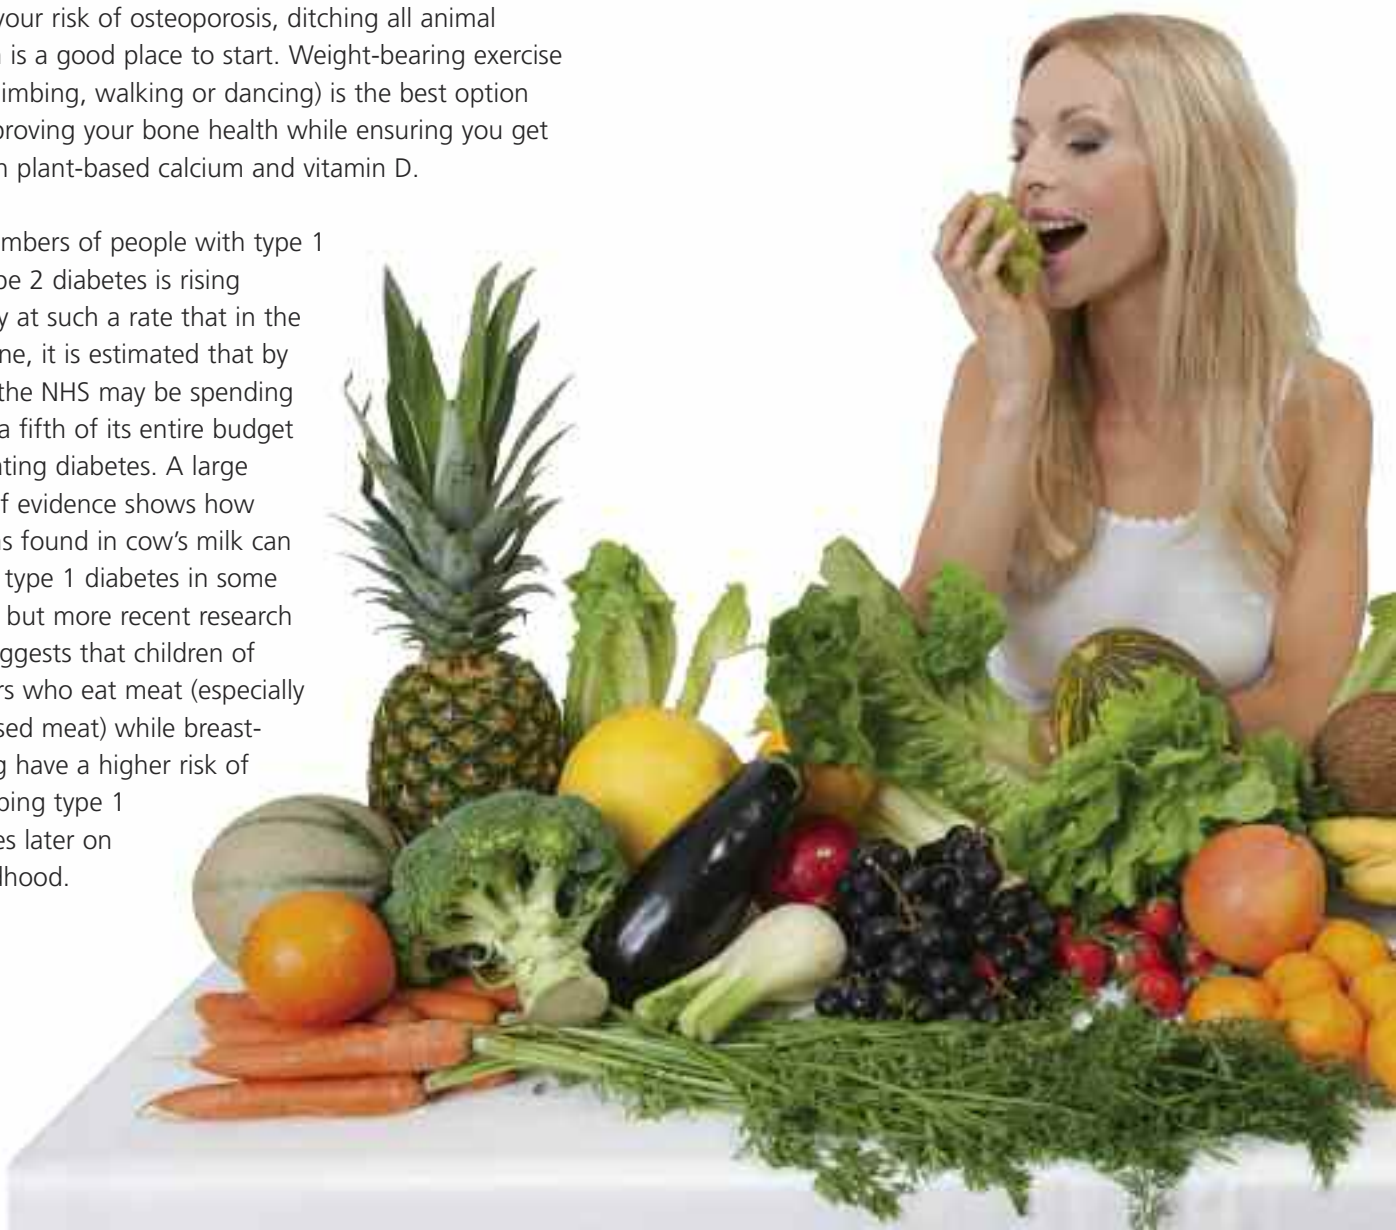 your risk of osteoporosis, ditching all animal
is a good place to start. Weight-bearing exercise
imbing, walking or dancing) is the best option
proving your bone health while ensuring you get
plant-based calcium and vitamin D.
mbers of people with type 1
pe 2 diabetes is rising
y at such a rate that in the
ne, it is estimated that by
the NHS may be spending
a fifth of its entire budget
ting diabetes. A large
f evidence shows how
s found in cow's milk can
type 1 diabetes in some
but more recent research
ggests that children of
rs who eat meat (especially
sed meat) while breast-
g have a higher risk of
ping type 1
es later on
dhood.